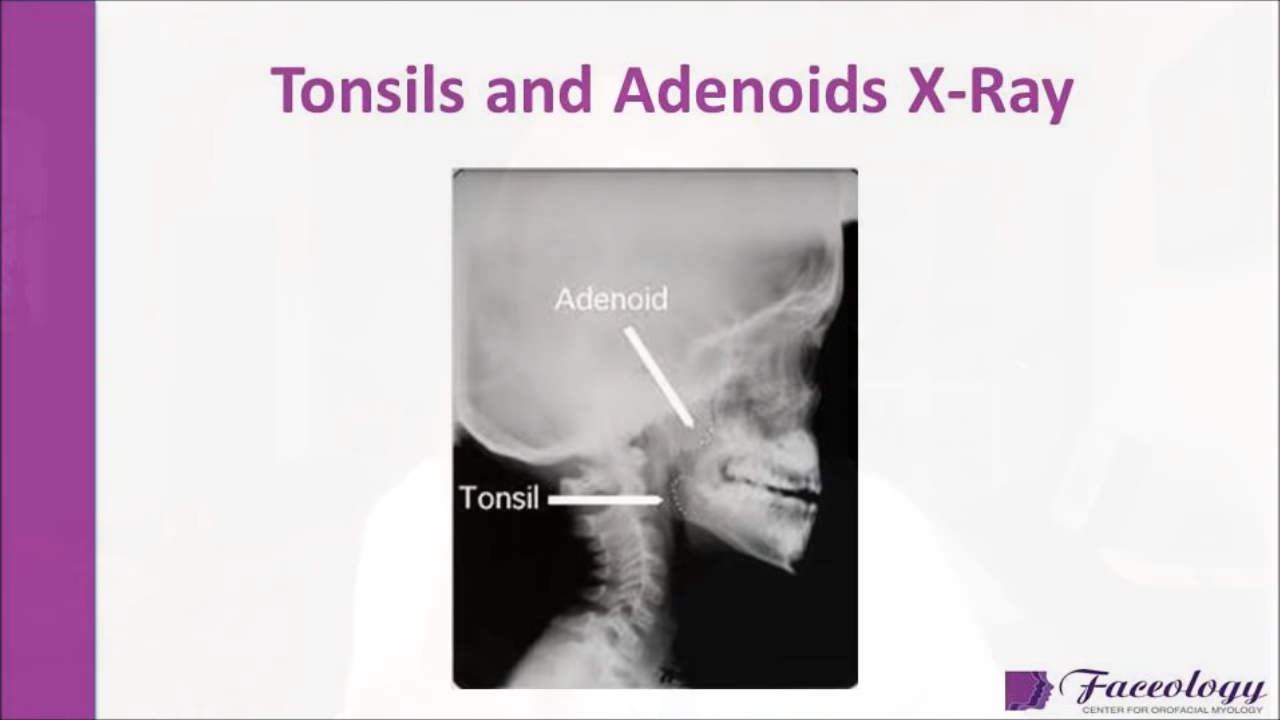 Tonsils and Adenoids X-Ray
Adenoid
Tonsil
Faceology
CENTER FOR OROFACIAL MYOLOGY